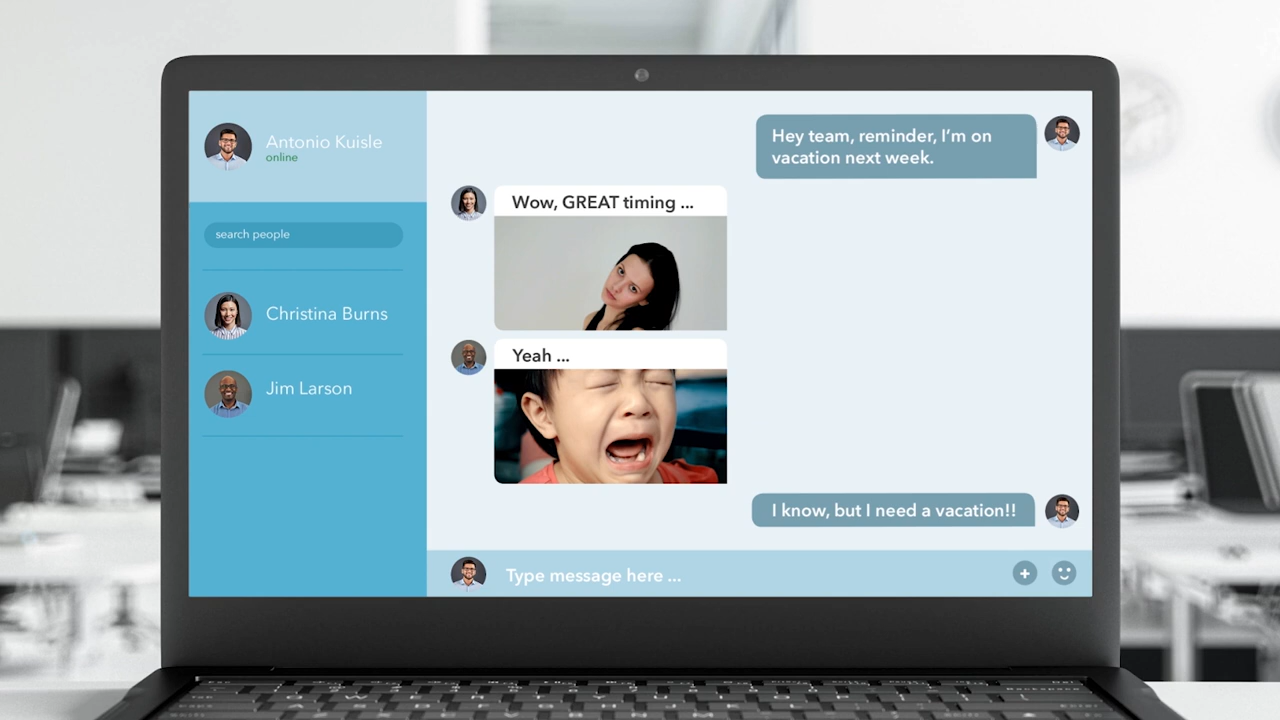 Antonio Kuisle
online
search people
Christina Burns
Jim Larson
Hey team, reminder, I’m on
vacation next week.
Wow, GREAT timing ...
Yeah ...
I know, but I need a vacation!!
Type message here ...
Backspace